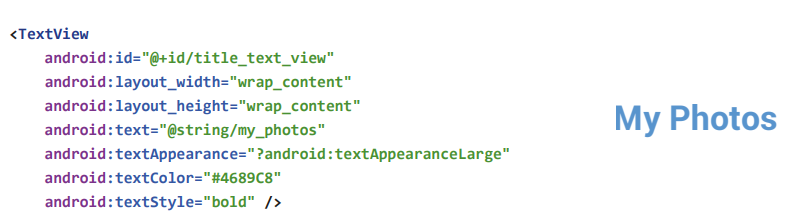 <TextView
android:id="@+id/title_text_view"
android:layout_width="wrap_content"
android:layout_height="wrap_content"
android:text="@string/my_photos"
android:textAppearance="?android:textAppearanceLarge"
android:textColor="#4689C8"
android:textStyle="bold" />
My Photos